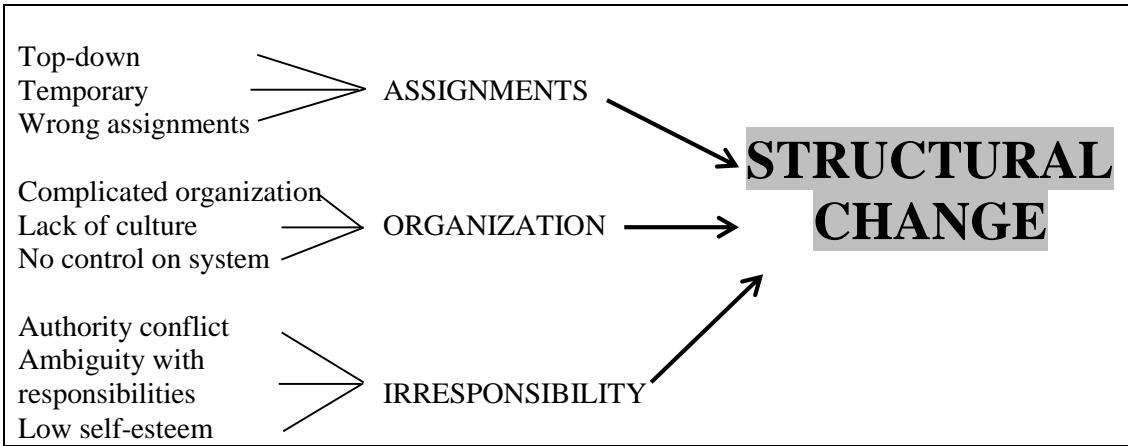 Top-down
Temporary
Wrong assignments
ASSIGNMENTS
Complicated organization
Lack of culture
No control on system
ORGANIZATION
Authority conflict
Ambiguity with
responsibilities
Low self-esteem
IRRESPONSIBILITY
STRUCTURAL
CHANGE